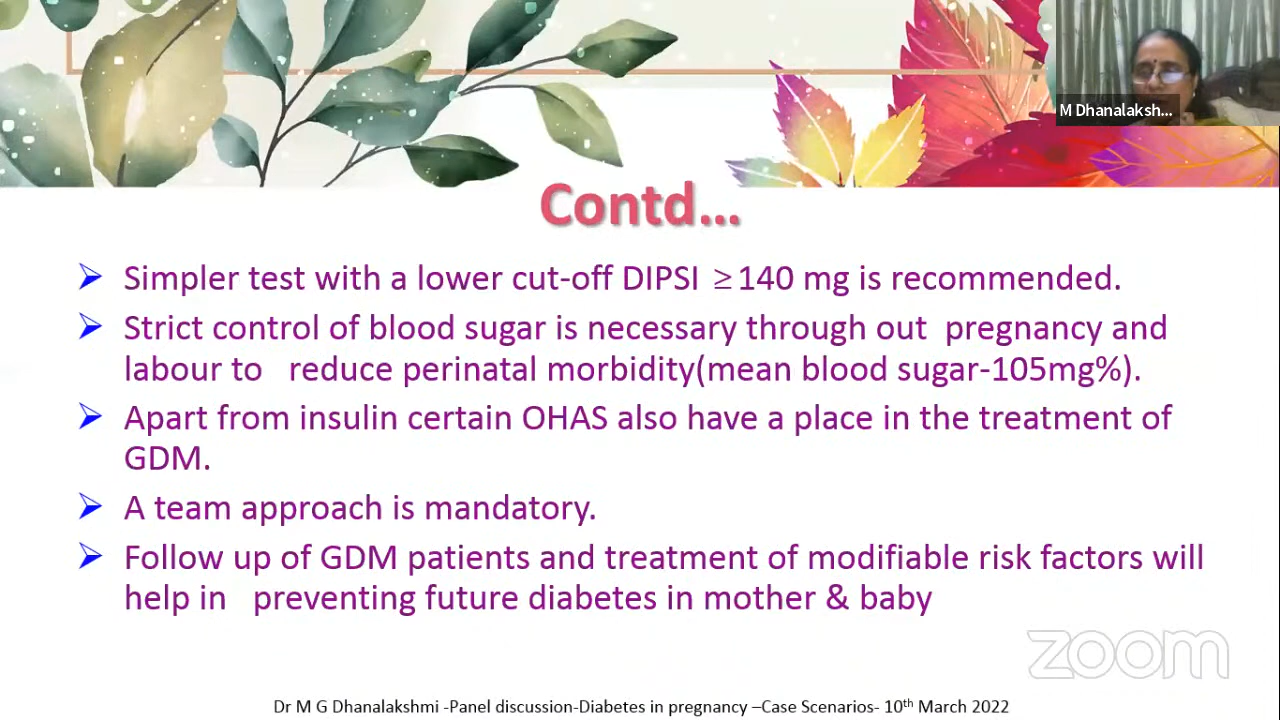 M Dhanalaksh...
Contd...
Simpler test with a lower cut-off DIPSI ≥140 mg is recommended.
Strict control of blood sugar is necessary through out pregnancy and
labour to reduce perinatal morbidity(mean blood sugar-105mg%).
Apart from insulin certain OHAS also have a place in the treatment of
GDM.
A team approach is mandatory.
Follow up of GDM patients and treatment of modifiable risk factors will
help in preventing future diabetes in mother & baby
zoom
Dr M G Dhanalakshmi -Panel discussion-Diabetes in pregnancy –Case Scenarios- 10th March 2022